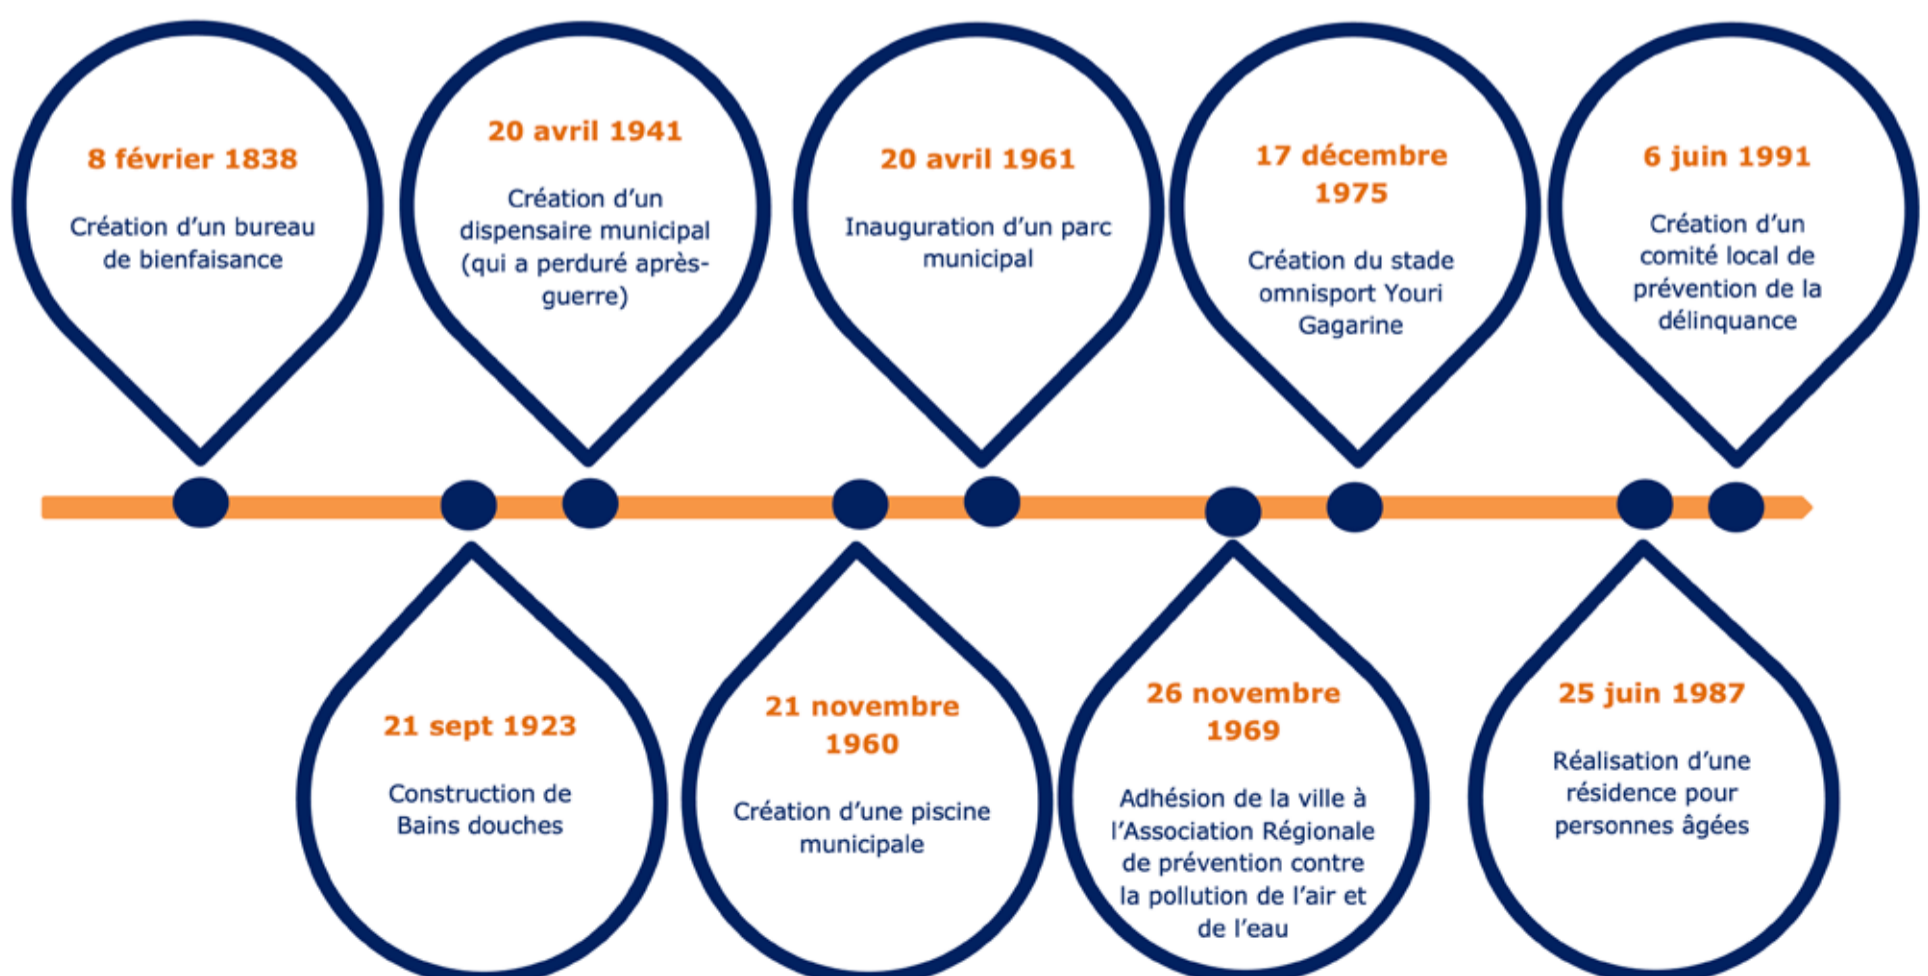 8 février 1838
Création d’un bureau
de bienfaisance
20 avril 1941
Création d’un
dispensaire municipal
(qui a perduré après-
guerre)
20 avril 1961
Inauguration d’un parc
municipal
17 décembre
1975
Création du stade
omnisport Youri
Gagarine
6 juin 1991
Création d’un
comité local de
prévention de la
délinquance
21 sept 1923
Construction de
Bains douches
21 novembre
1960
Création d’une piscine
municipale
26 novembre
1969
Adhésion de la ville à
l’Association Régionale
de prévention contre
la pollution de l’air et
de l’eau
25 juin 1987
Réalisation d’une
résidence pour
personnes âgées